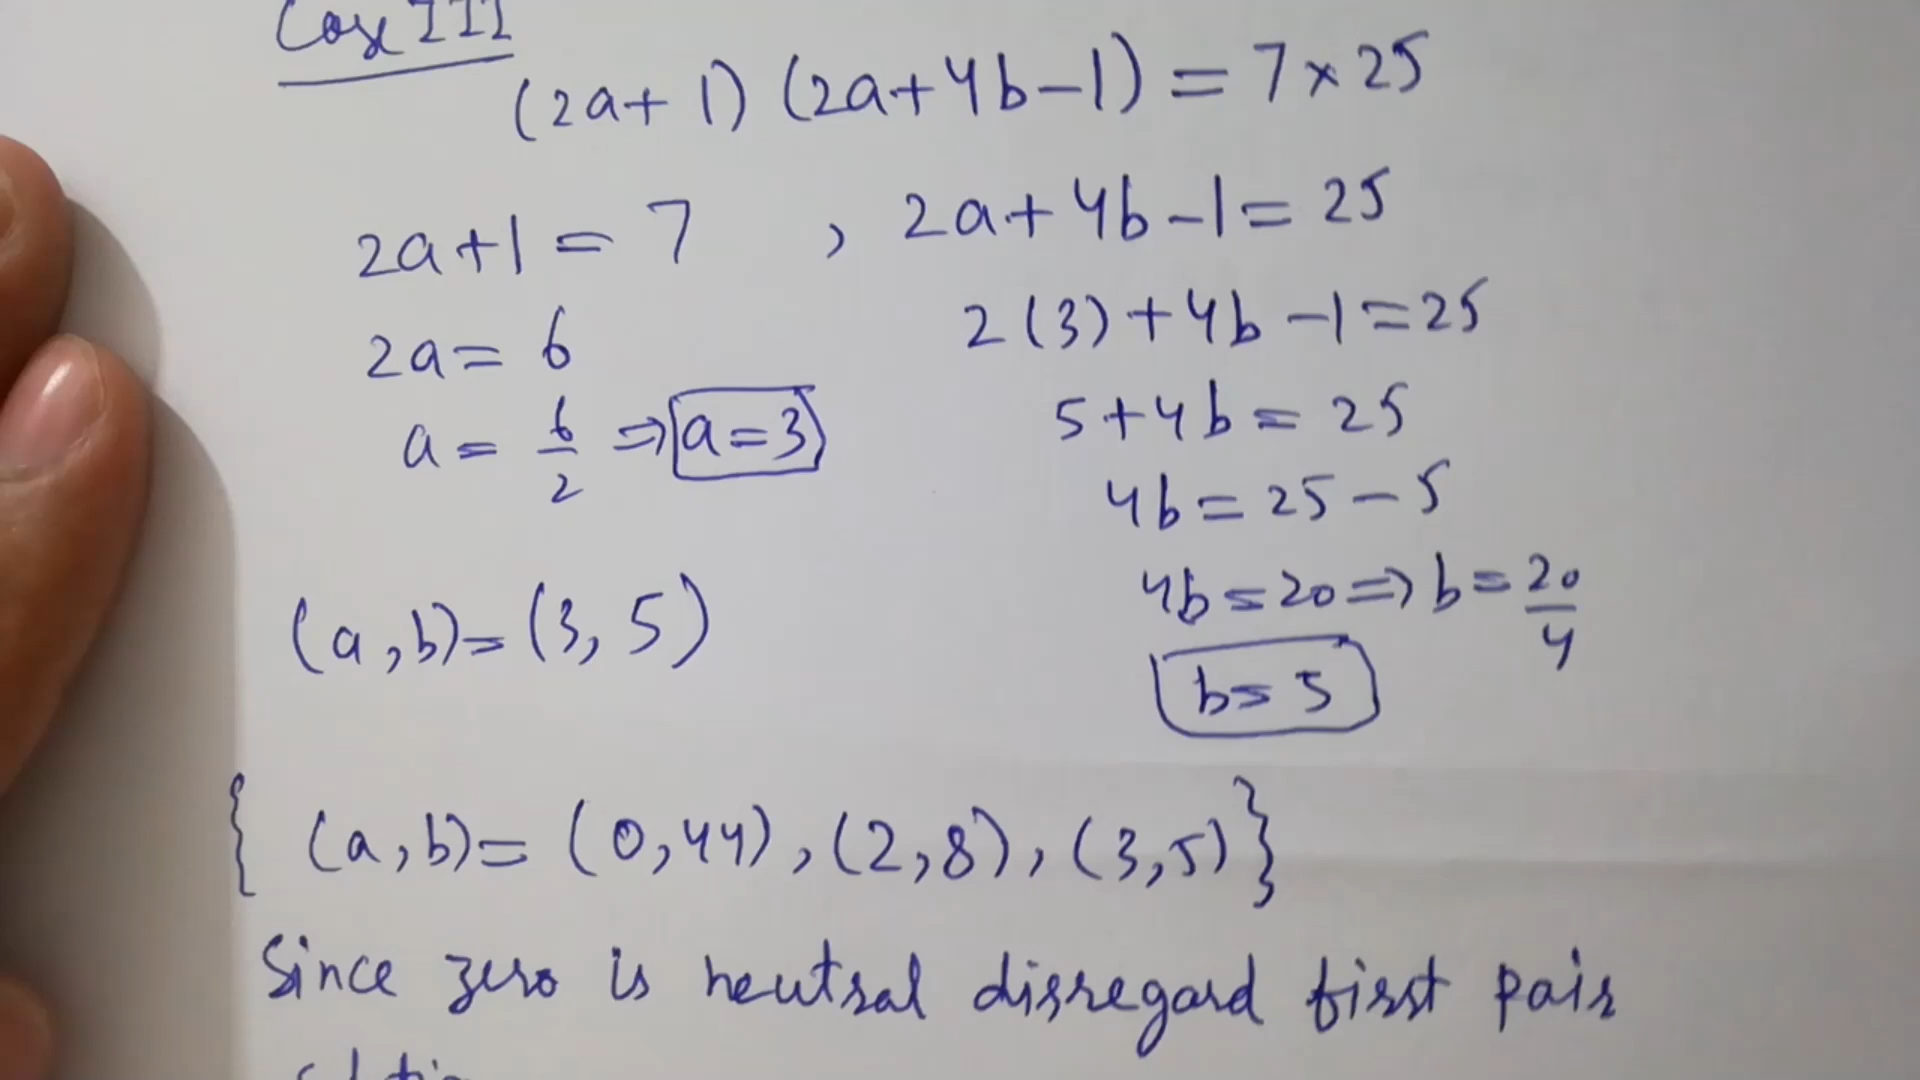 Case III
(2a+1) (2a+4b-1) = 7×25
2a+1 = 7 , 2a+4b-1 = 25
2a = 6 2(3)+4b-1=25
a = 6/2 ⇒ a=3 5+4b = 25
4b = 25-5
4b=20 ⇒ b=20/4
(a,b)=(3,5) b=5
{ (a,b)= (0,44), (2,8), (3,5) }
Since zero is neutral disregard first pair